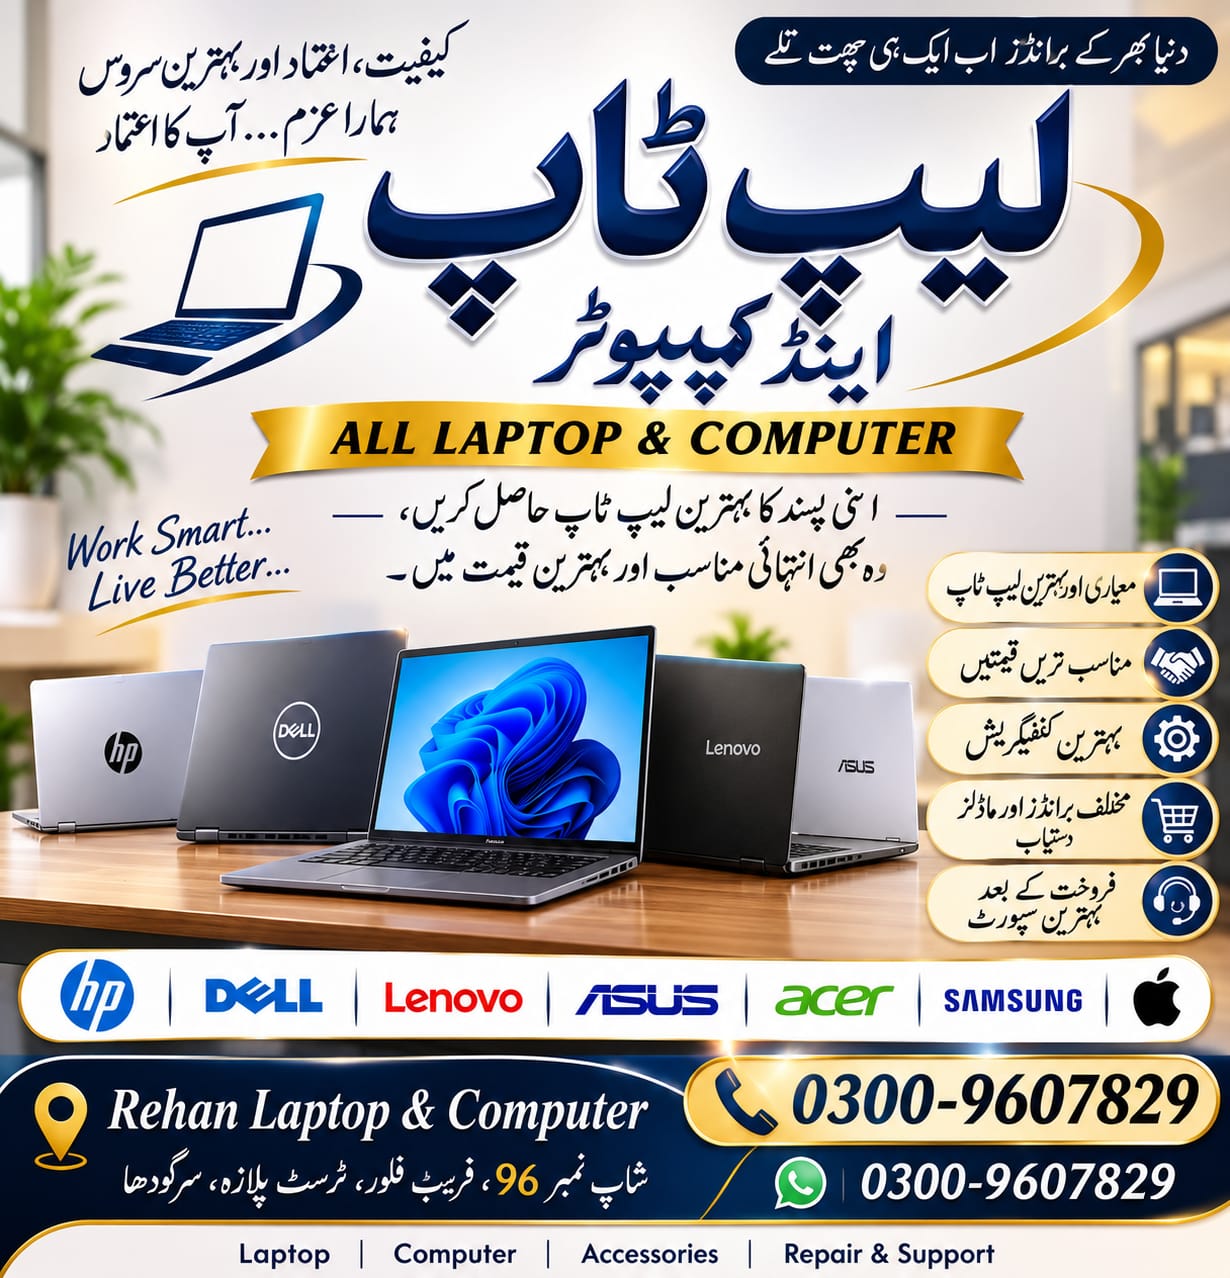 دنیا بھر کے برانڈز اب ایک ہی چھت تلے
کیفیت، اعتماد اور بہترین سروس
ہمارا عزم... آپ کا اعتماد
لیپ ٹاپ
اینڈ کمپیوٹر
ALL LAPTOP & COMPUTER
اپنی پسند کا بہترین لیپ ٹاپ حاصل کریں،
وہ بھی انتہائی مناسب اور بہترین قیمت میں۔
Work Smart...
Live Better...
معیاری اور بہترین لیپ ٹاپ
مناسب ترین قیمتیں
بہترین کنفیگریشن
مختلف برانڈز اور ماڈلز
دستیاب
فروخت کے بعد
بہترین سپورٹ
hp
DELL
Lenovo
ASUS
hp
DELL
Lenovo
ASUS
acer
SAMSUNG
Rehan Laptop & Computer
شاپ نمبر 96، فرسٹ فلور، ٹرسٹ پلازہ، سرگودھا
0300-9607829
0300-9607829
Laptop | Computer | Accessories | Repair & Support